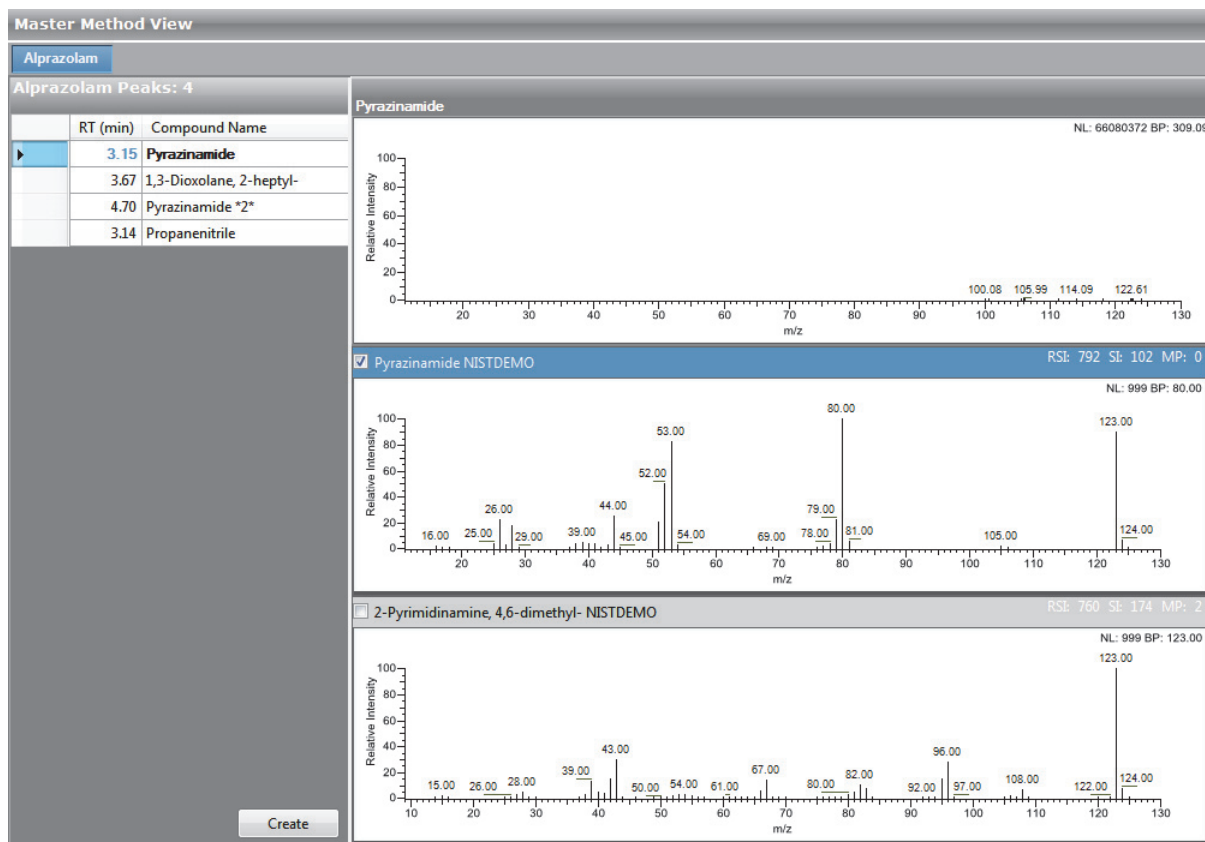 Master Method View
Alprazolam
Alprazolam Peaks: 4
RT (min) Compound Name
3.15 Pyrazinamide
3.67 1,3-Dioxolane, 2-heptyl-
4.70 Pyrazinamide *2*
3.14 Propanenitrile
Create
Pyrazinamide
NL: 66080372 BP: 309.09
Relative Intensity
100
80
60
40
20
0
100.08 105.99 114.09 122.61
20 30 40 50 60 70 80 90 100 110 120 130
m/z
Pyrazinamide NISTDEMO RSI: 792 SI: 102 MP: 0
NL: 999 BP: 80.00
Relative Intensity
100
80
60
40
20
0
16.00 25.00 26.00 29.00 39.00 44.00 45.00 52.00 53.00 54.00 69.00 78.00 79.00 80.00 81.00 105.00 123.00 124.00
20 30 40 50 60 70 80 90 100 110 120 130
m/z
2-Pyrimidinamine, 4,6-dimethyl- NISTDEMO RSI: 760 SI: 174 MP: 2
NL: 999 BP: 123.00
Relative Intensity
100
80
60
40
20
0
15.00 26.00 28.00 39.00 43.00 50.00 54.00 61.00 67.00 80.00 82.00 92.00 96.00 97.00 108.00 122.00 123.00 124.00
10 20 30 40 50 60 70 80 90 100 110 120 130
m/z